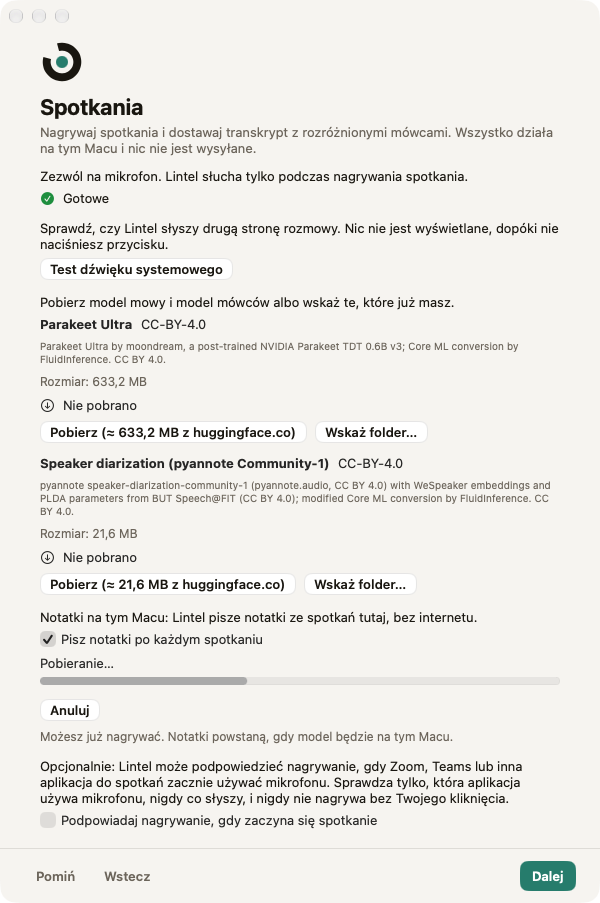 Spotkania
Nagrywaj spotkania i dostawaj transkrypt z rozróżnionymi mówcami. Wszystko działa
na tym Macu i nic nie jest wysyłane.
Zezwól na mikrofon. Lintel słucha tylko podczas nagrywania spotkania.
Gotowe
Sprawdź, czy Lintel słyszy drugą stronę rozmowy. Nic nie jest wyświetlane, dopóki nie
naciśniesz przycisku.
Test dźwięku systemowego
Pobierz model mowy i model mówców albo wskaż te, które już masz.
Parakeet Ultra CC-BY-4.0
Parakeet Ultra by moondream, a post-trained NVIDIA Parakeet TDT 0.6B v3; Core ML conversion by
FluidInference. CC BY 4.0.
Rozmiar: 633,2 MB
Nie pobrano
Pobierz (≈ 633,2 MB z huggingface.co) Wskaż folder...
Speaker diarization (pyannote Community-1) CC-BY-4.0
pyannote speaker-diarization-community-1 (pyannote.audio, CC BY 4.0) with WeSpeaker embeddings and
PLDA parameters from BUT Speech@FIT (CC BY 4.0); modified Core ML conversion by FluidInference. CC
BY 4.0.
Rozmiar: 21,6 MB
Nie pobrano
Pobierz (≈ 21,6 MB z huggingface.co) Wskaż folder...
Notatki na tym Macu: Lintel pisze notatki ze spotkań tutaj, bez internetu.
Pisz notatki po każdym spotkaniu
Pobieranie...
Anuluj
Możesz już nagrywać. Notatki powstaną, gdy model będzie na tym Macu.
Opcjonalnie: Lintel może podpowiedzieć nagrywanie, gdy Zoom, Teams lub inna
aplikacja do spotkań zacznie używać mikrofonu. Sprawdza tylko, która aplikacja
używa mikrofonu, nigdy co słyszy, i nigdy nie nagrywa bez Twojego kliknięcia.
Podpowiadaj nagrywanie, gdy zaczyna się spotkanie
Pomiń Wstecz Dalej